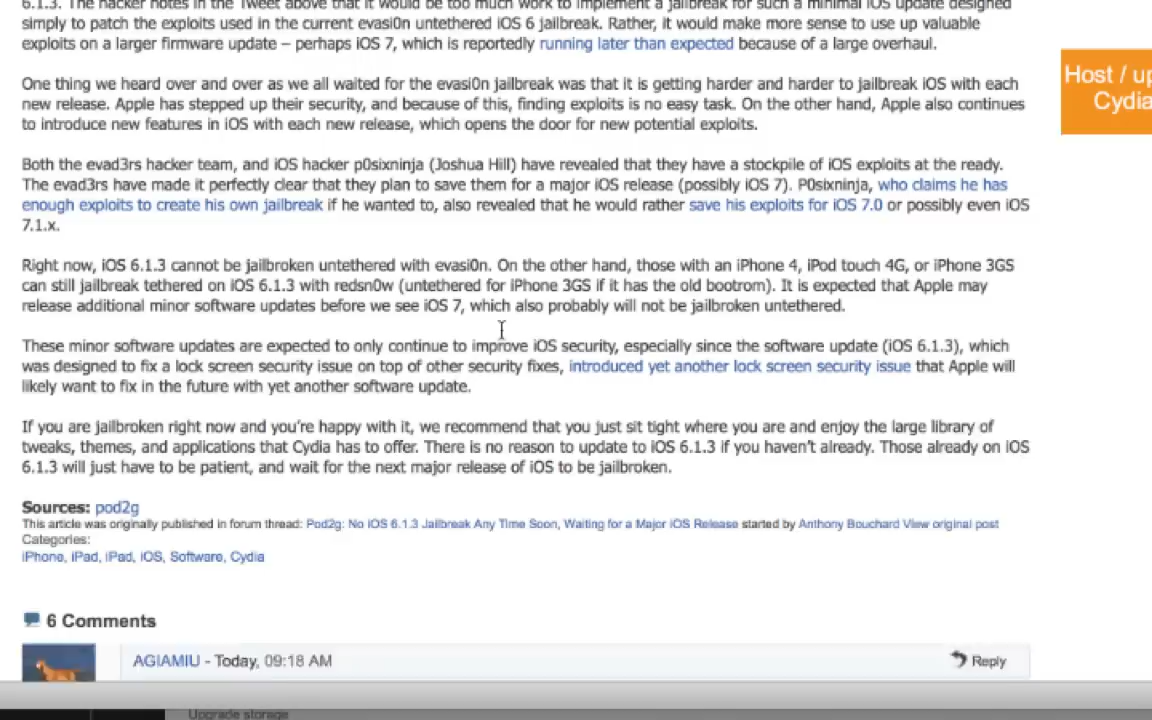 6.1.3. The hacker notes in the Tweet above that it would be too much work to implement a jailbreak for such a minimal iOS update designed
simply to patch the exploits used in the current evasi0n untethered iOS 6 jailbreak. Rather, it would make more sense to use up valuable
exploits on a larger firmware update – perhaps iOS 7, which is reportedly running later than expected because of a large overhaul.
Host / up
Cydia
One thing we heard over and over as we all waited for the evasi0n jailbreak was that it is getting harder and harder to jailbreak iOS with each
new release. Apple has stepped up their security, and because of this, finding exploits is no easy task. On the other hand, Apple also continues
to introduce new features in iOS with each new release, which opens the door for new potential exploits.
Both the evad3rs hacker team, and iOS hacker p0sixninja (Joshua Hill) have revealed that they have a stockpile of iOS exploits at the ready.
The evad3rs have made it perfectly clear that they plan to save them for a major iOS release (possibly iOS 7). P0sixninja, who claims he has
enough exploits to create his own jailbreak if he wanted to, also revealed that he would rather save his exploits for iOS 7.0 or possibly even iOS
7.1.x.
Right now, iOS 6.1.3 cannot be jailbroken untethered with evasi0n. On the other hand, those with an iPhone 4, iPod touch 4G, or iPhone 3GS
can still jailbreak tethered on iOS 6.1.3 with redsn0w (untethered for iPhone 3GS if it has the old bootrom). It is expected that Apple may
release additional minor software updates before we see iOS 7, which also probably will not be jailbroken untethered.
These minor software updates are expected to only continue to improve iOS security, especially since the software update (iOS 6.1.3), which
was designed to fix a lock screen security issue on top of other security fixes, introduced yet another lock screen security issue that Apple will
likely want to fix in the future with yet another software update.
If you are jailbroken right now and you're happy with it, we recommend that you just sit tight where you are and enjoy the large library of
tweaks, themes, and applications that Cydia has to offer. There is no reason to update to iOS 6.1.3 if you haven't already. Those already on iOS
6.1.3 will just have to be patient, and wait for the next major release of iOS to be jailbroken.
Sources: pod2g
This article was originally published in forum thread: Pod2g: No iOS 6.1.3 Jailbreak Any Time Soon, Waiting for a Major iOS Release started by Anthony Bouchard View original post
Categories:
iPhone, iPad, iPad, iOS, Software, Cydia
6 Comments
AGIAMIU - Today, 09:18 AM
Reply
Upgrade storage